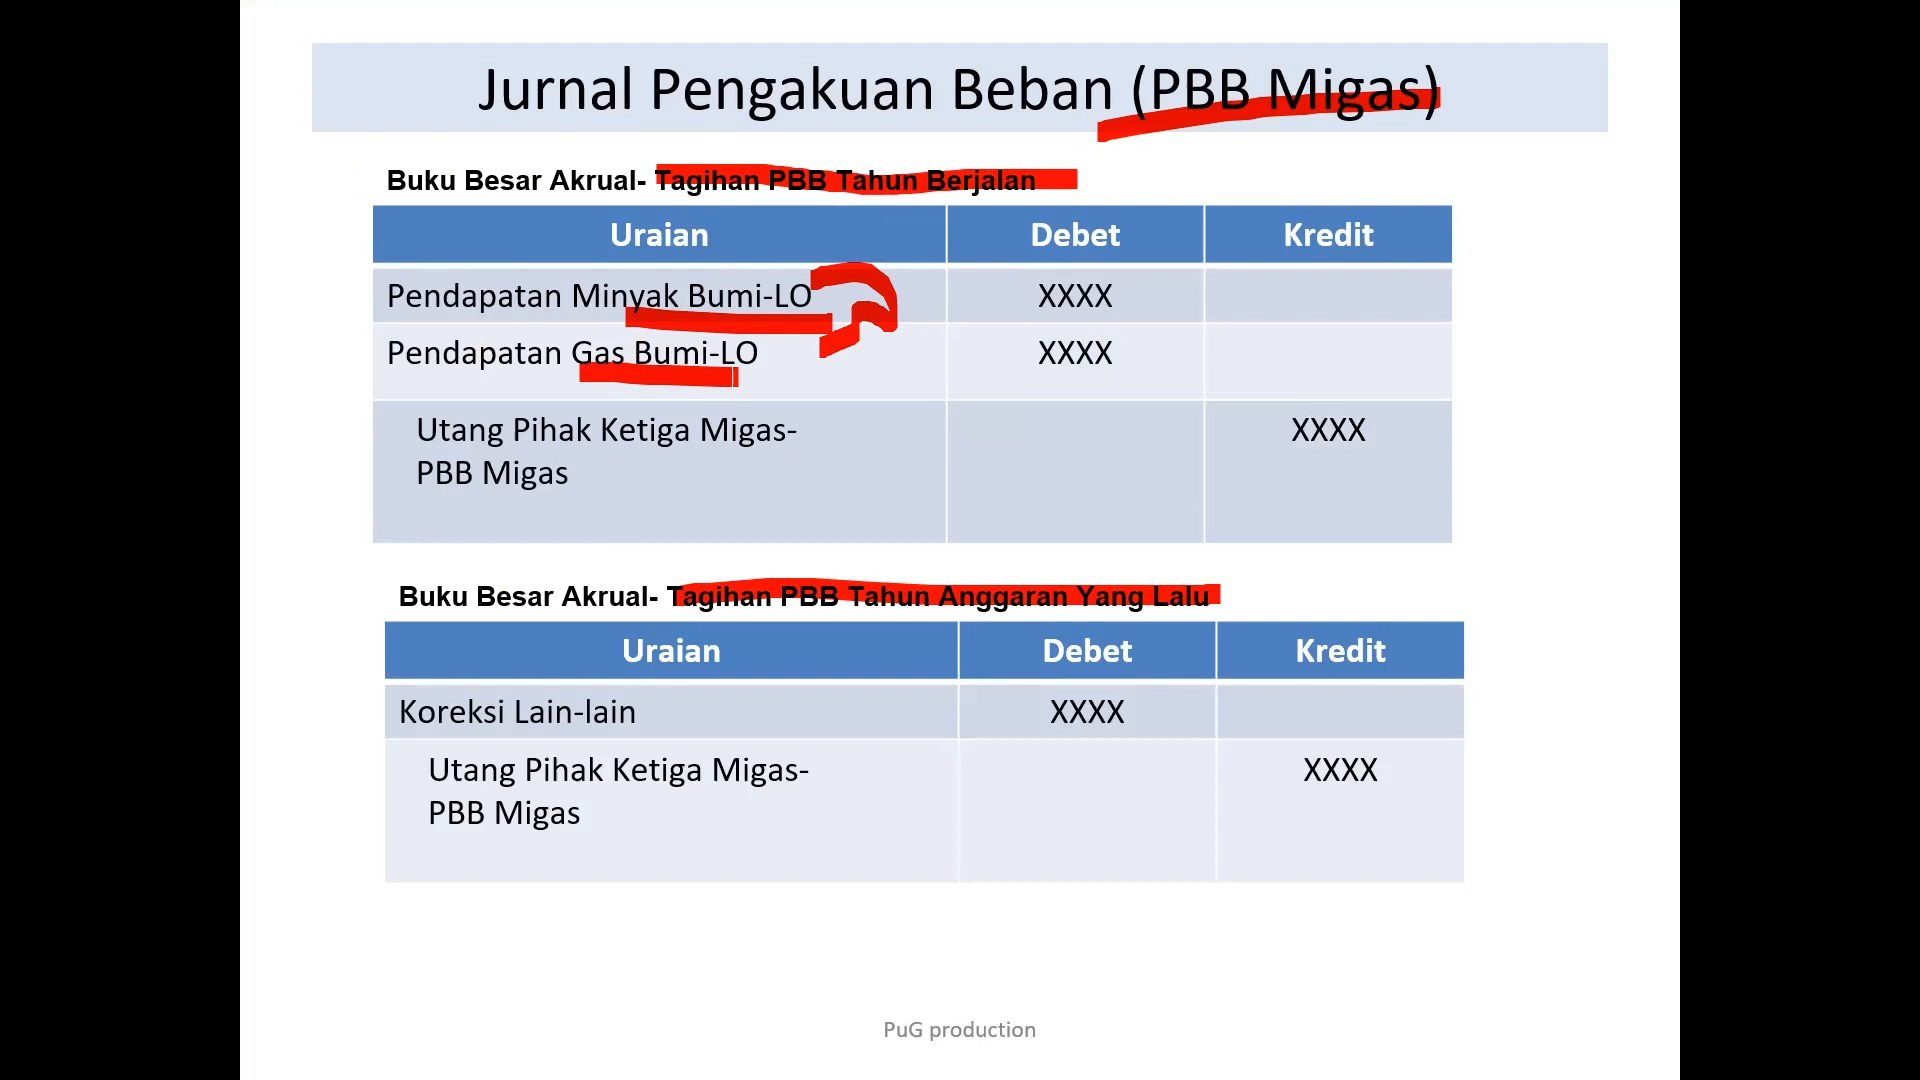 Jurnal Pengakuan Beban (PBB Migas)
Buku Besar Akrual- Tagihan PBB Tahun Berjalan
Uraian Debet Kredit
Pendapatan Minyak Bumi-LO XXXX
Pendapatan Gas Bumi-LO XXXX
Utang Pihak Ketiga Migas- XXXX
PBB Migas
Buku Besar Akrual- Tagihan PBB Tahun Anggaran Yang Lalu
Uraian Debet Kredit
Koreksi Lain-lain XXXX
Utang Pihak Ketiga Migas- XXXX
PBB Migas
PuG production